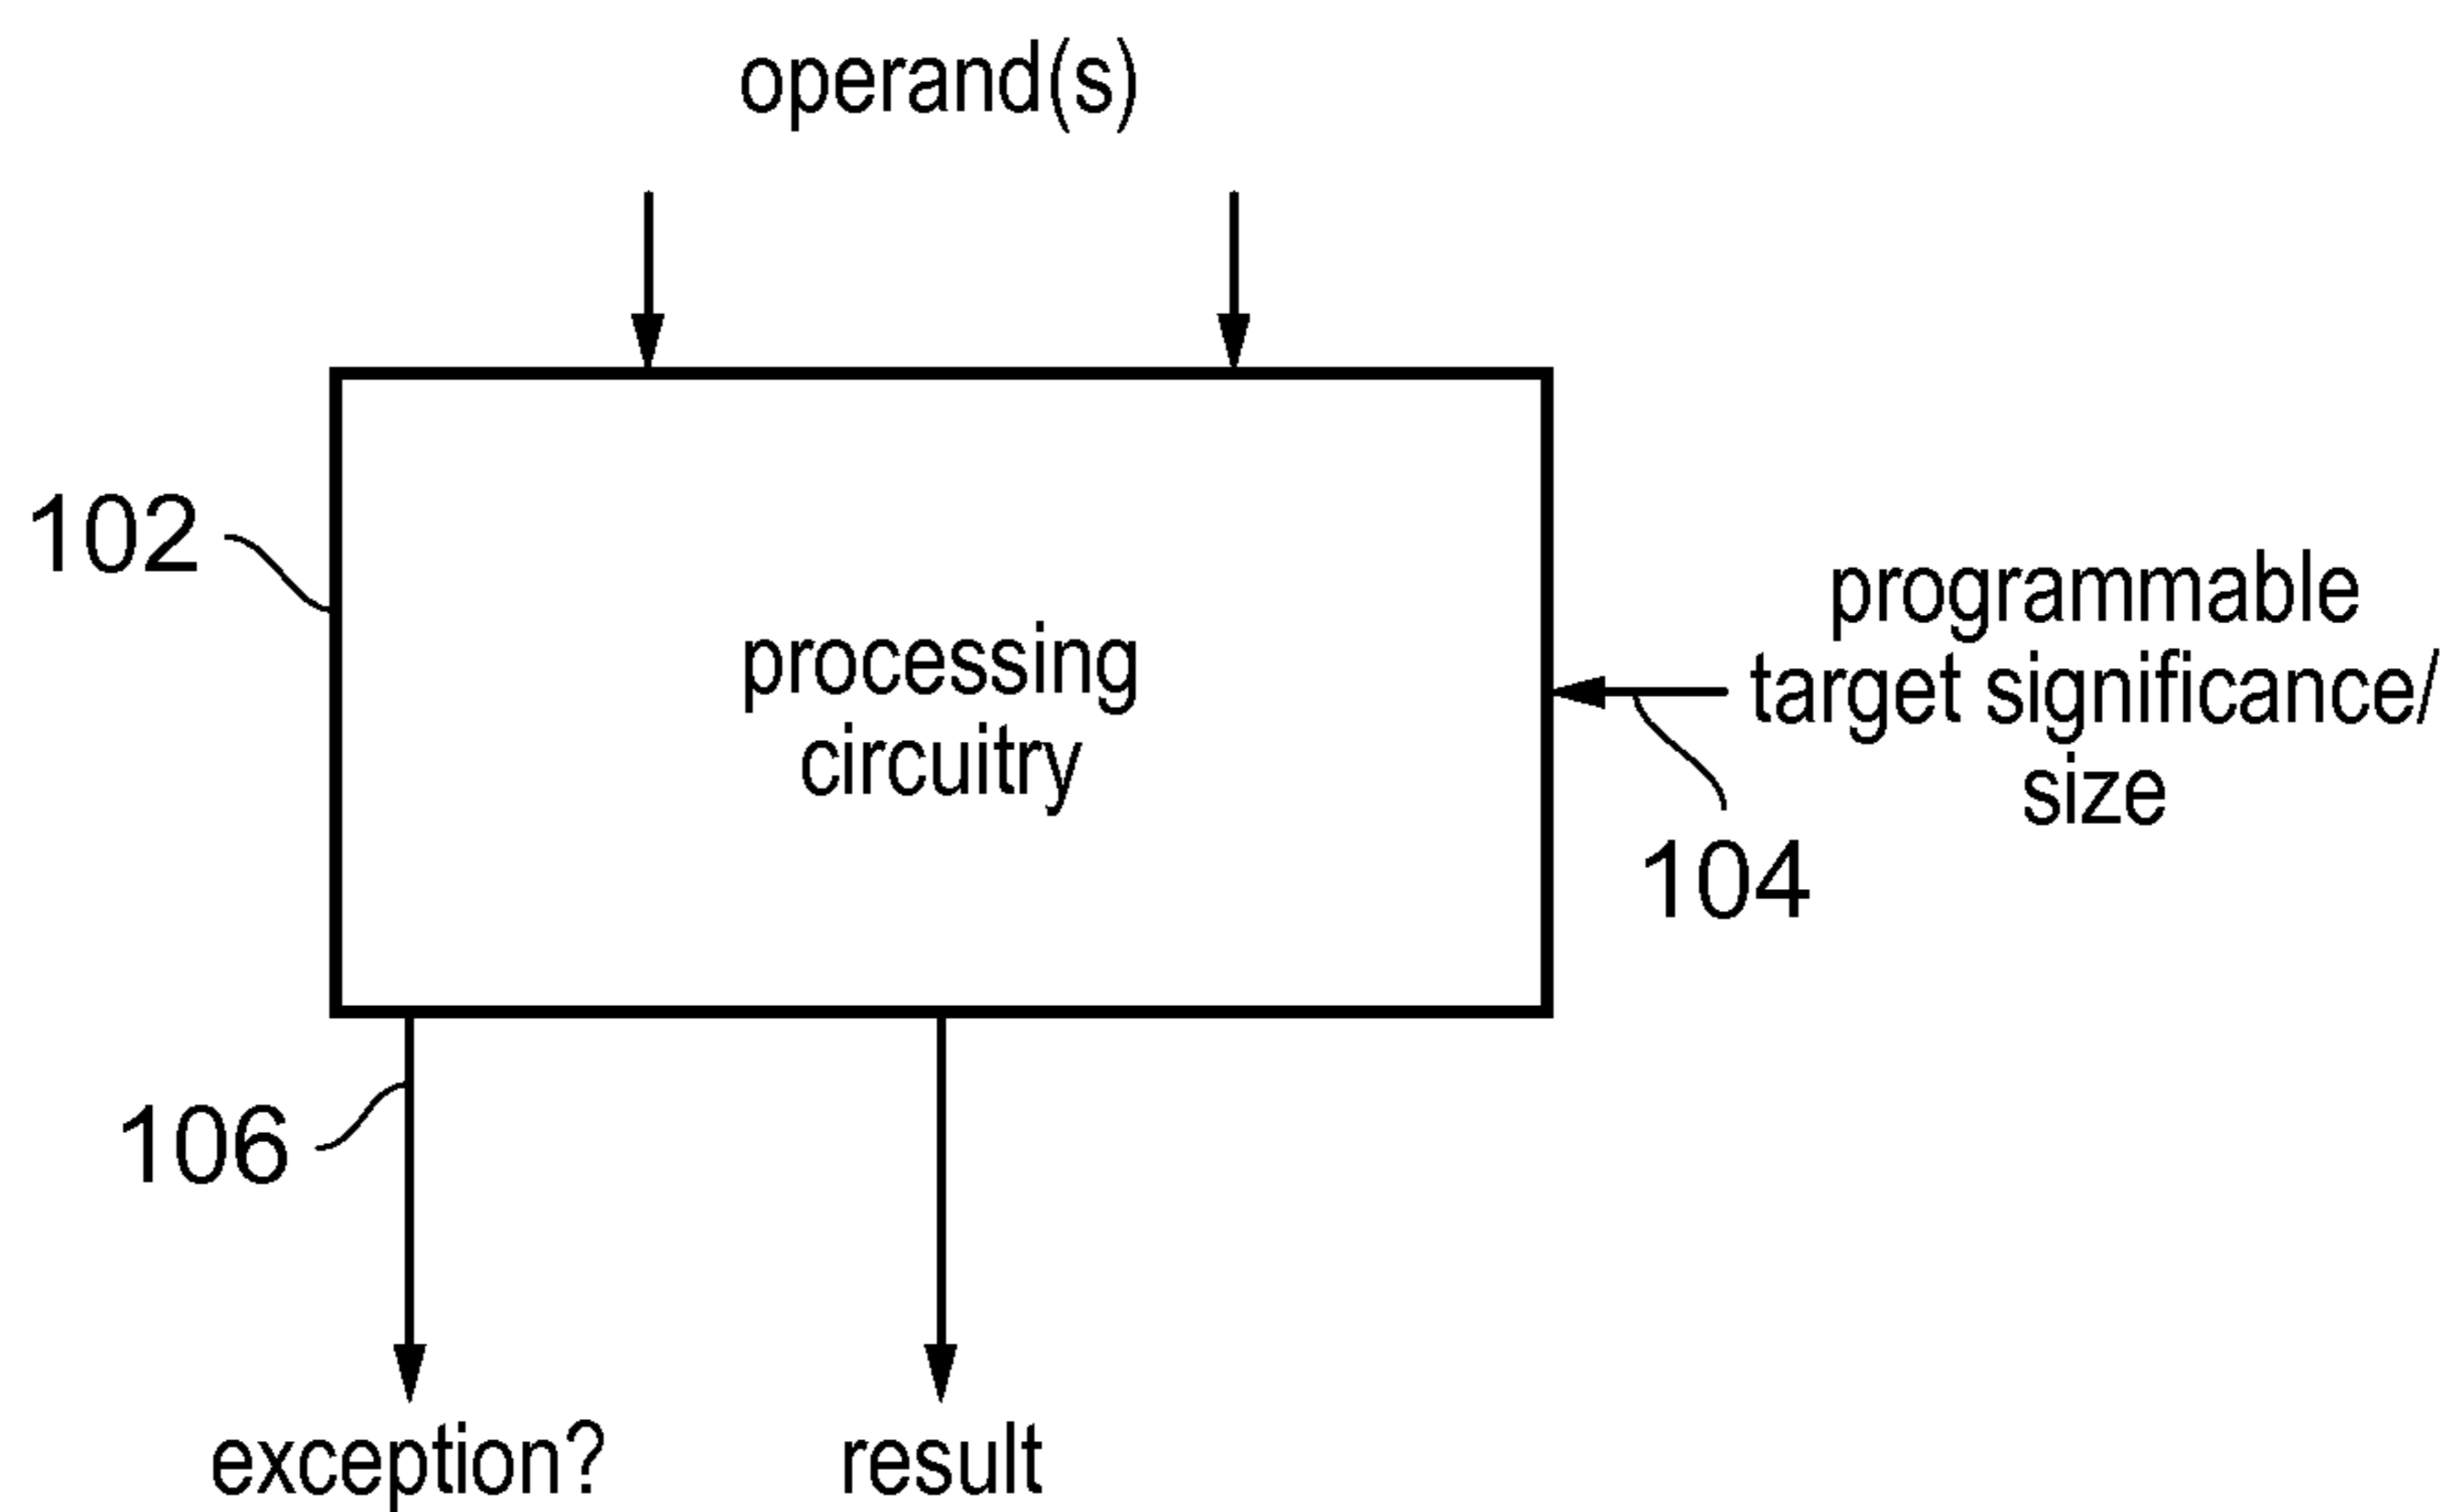 operand(s)
102
processing
circuitry
programmable
target significance/
size
104
106
exception?
result